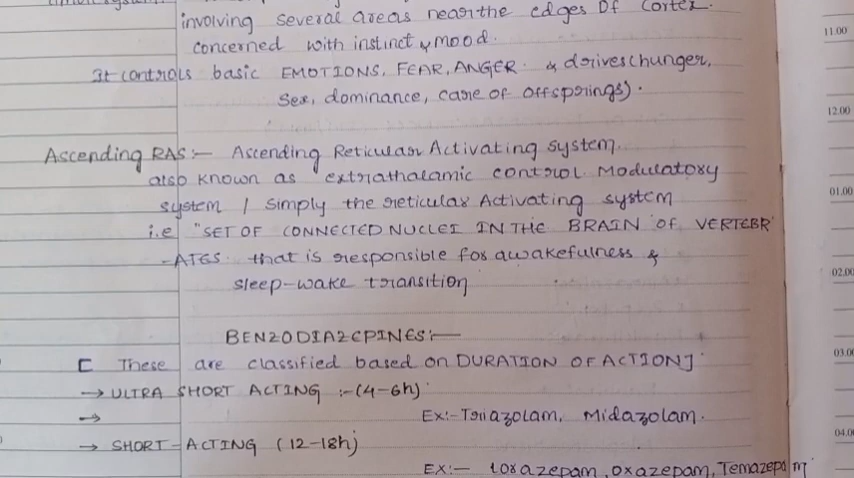 involving several areas near the edges of cortex.
concerned with instinct & mood.
It controls basic EMOTIONS, FEAR, ANGER & drives (hunger,
Sex, dominance, care of offsprings).
Ascending RAS:- Ascending Reticular Activating system.
also known as extrathalamic control Modulatory
system / simply the reticular Activating system
i.e "SET OF CONNECTED NUCLEI IN THE BRAIN OF VERTEBR
-ATES. that is responsible for awakefulness &
sleep-wake transition
BENZODIAZEPINES:-
[ These are classified based on DURATION OF ACTION]
→ ULTRA SHORT ACTING :-(4-6h)
→ Ex:- Triazolam, Midazolam.
→ SHORT-ACTING (12-18h)
EX:- lorazepam, oxazepam, Temazepam
11.00
12.00
01.00
02.00
03.00
04.00